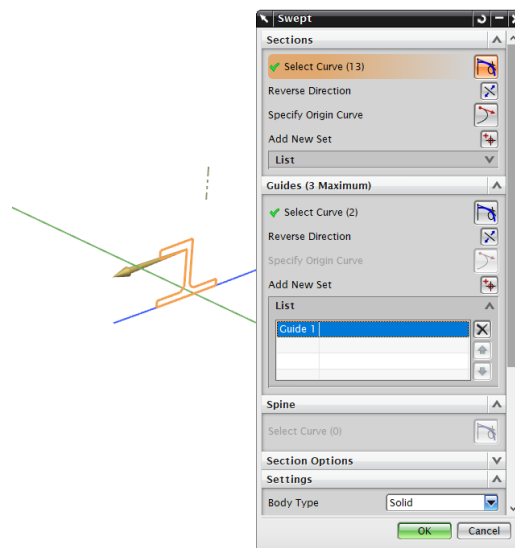 Swept
Sections
Select Curve (13)
Reverse Direction
Specify Origin Curve
Add New Set
List
Guides (3 Maximum)
Select Curve (2)
Reverse Direction
Specify Origin Curve
Add New Set
List
Guide 1
Spine
Select Curve (0)
Section Options
Settings
Body Type Solid
OK Cancel